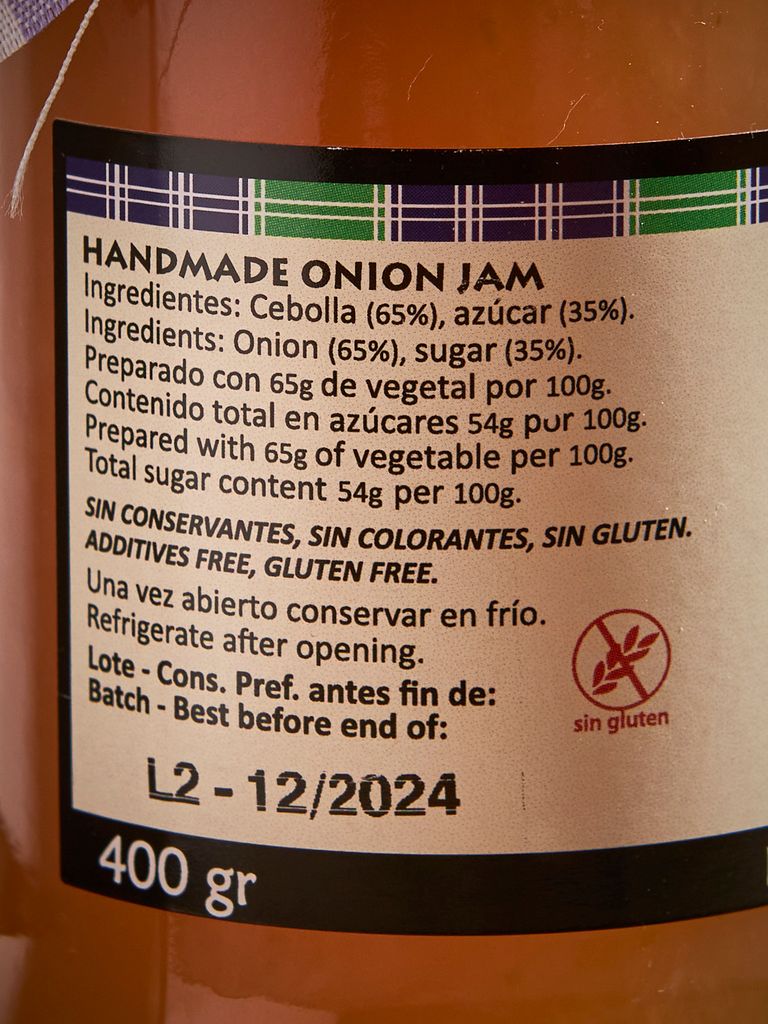 HANDMADE ONION JAM
Ingredientes: Cebolla (65%), azúcar (35%).
Ingredients: Onion (65%), sugar (35%).
Preparado con 65g de vegetal por 100g.
Contenido total en azúcares 54g por 100g.
Prepared with 65g of vegetable per 100g.
Total sugar content 54g per 100g.
SIN CONSERVANTES, SIN COLORANTES, SIN GLUTEN.
ADDITIVES FREE, GLUTEN FREE.
Una vez abierto conservar en frío.
Refrigerate after opening.
Lote - Cons. Pref. antes fin de:
Batch - Best before end of:
sin gluten
L2 - 12/2024
400 gr